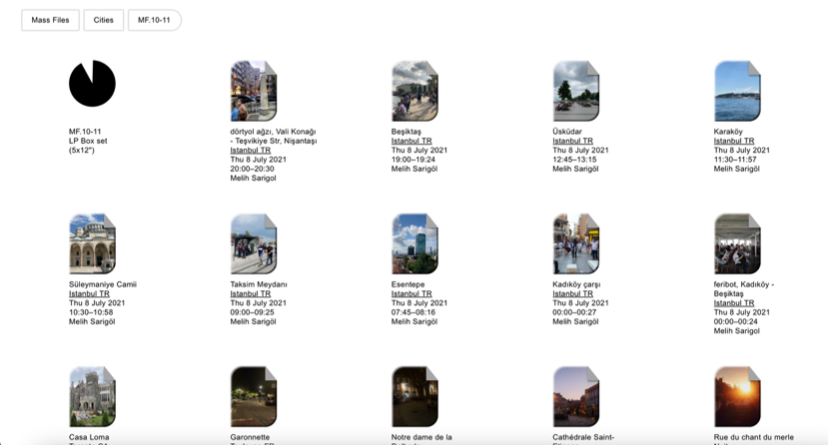 Mass Files
Cities
MF.10-11
MF.10-11
LP Box set
(5x12")
dörtyol ağzı, Vali Konağı
- Teşvikiye Str, Nişantaşı
Istanbul TR
Thu 8 July 2021
20:00–20:30
Melih Sarigol
Beşiktaş
Istanbul TR
Thu 8 July 2021
19:00–19:24
Melih Sarigöl
Üsküdar
Istanbul TR
Thu 8 July 2021
12:45–13:15
Melih Sarigöl
Karaköy
Istanbul TR
Thu 8 July 2021
11:30–11:57
Melih Sarigöl
Süleymaniye Camii
Istanbul TR
Thu 8 July 2021
10:30–10:58
Melih Sarigöl
Taksim Meydanı
Istanbul TR
Thu 8 July 2021
09:00–09:25
Melih Sarigöl
Esentepe
Istanbul TR
Thu 8 July 2021
07:45–08:16
Melih Sarigöl
Kadıköy çarşı
Istanbul TR
Thu 8 July 2021
00:00–00:27
Melih Sarigöl
feribot, Kadıköy -
Beşiktaş
Istanbul TR
Thu 8 July 2021
00:00–00:24
Melih Sarigol
Casa Loma
Garonnette
Notre dame de la
Cathédrale Saint-
Rue du chant du merle